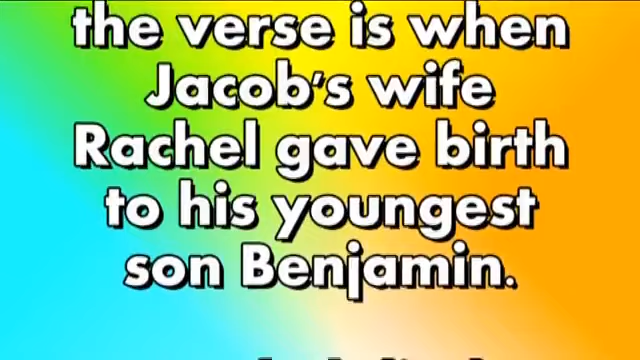 the verse is when
Jacob's wife
Rachel gave birth
to his youngest
son Benjamin.